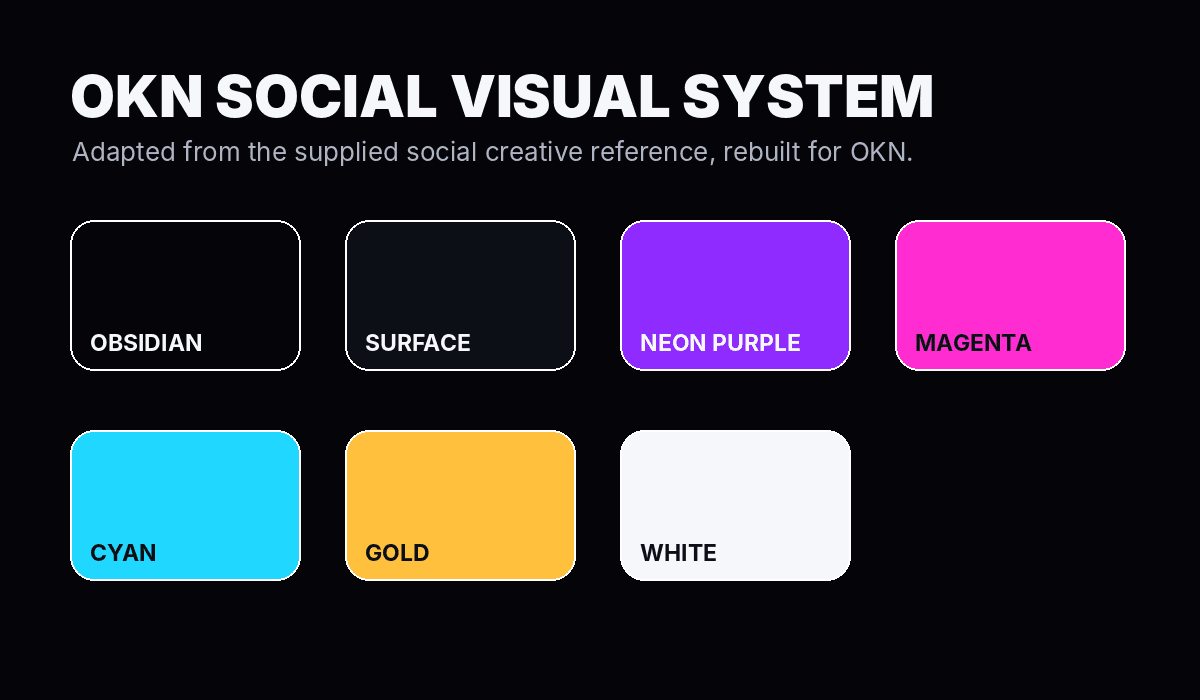 OKN SOCIAL VISUAL SYSTEM
Adapted from the supplied social creative reference, rebuilt for OKN.
OBSIDIAN
SURFACE
NEON PURPLE
MAGENTA
CYAN
GOLD
WHITE